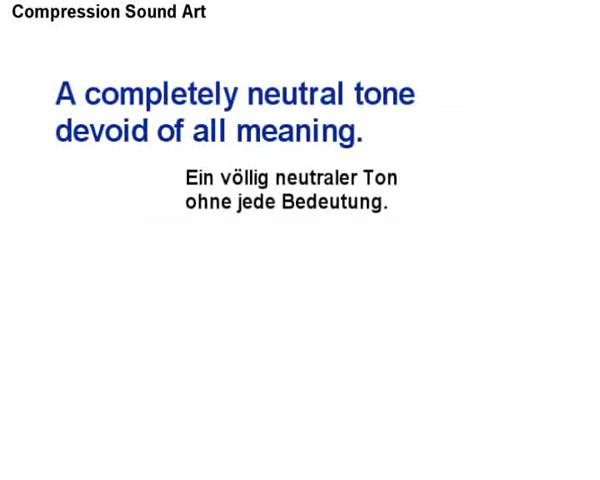 Compression Sound Art
A completely neutral tone
devoid of all meaning.
Ein völlig neutraler Ton
ohne jede Bedeutung.